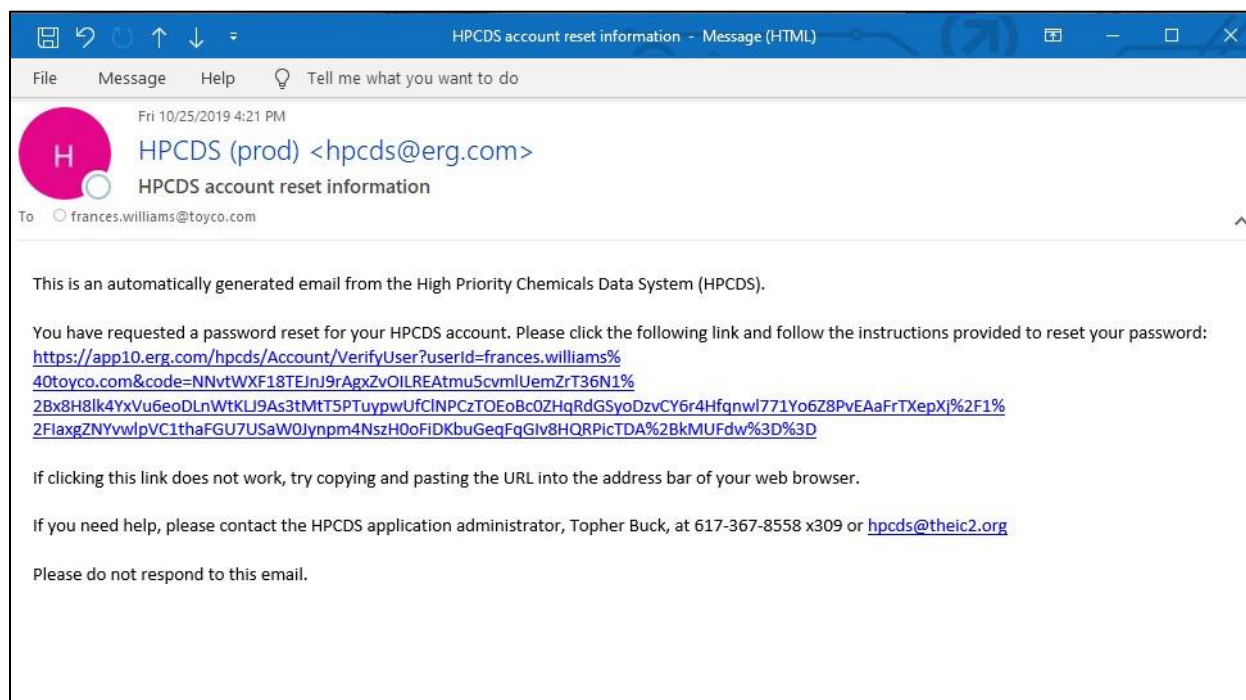 HPCDS account reset information - Message (HTML)
File Message Help Tell me what you want to do
Fri 10/25/2019 4:21 PM
H
HPCDS (prod) <hpcds@erg.com>
HPCDS account reset information
To frances.williams@toyco.com
This is an automatically generated email from the High Priority Chemicals Data System (HPCDS).
You have requested a password reset for your HPCDS account. Please click the following link and follow the instructions provided to reset your password:
https://app10.erg.com/hpcds/Account/VerifyUser?userId=frances.williams%
40toyco.com&code=NNvtWXF18TEJnJ9rAgxZvOILREAtmu5cvmlUemZrT36N1%
2Bx8H8lk4YxVu6eoDLnWtKLJ9As3tMtT5PTuypwUfClNPCzTOEoBc0ZHqRdGSyoDzvCY6r4Hfqnwl771Yo6Z8PvEAaFrTXepXj%2F1%
2FIaxgZNYvwlpVC1thaFGU7USaW0Jynpm4NszH0oFiDKbuGeqFqGIv8HQRPicTDA%2BkMUFdw%3D%3D
If clicking this link does not work, try copying and pasting the URL into the address bar of your web browser.
If you need help, please contact the HPCDS application administrator, Topher Buck, at 617-367-8558 x309 or hpcds@theic2.org
Please do not respond to this email.